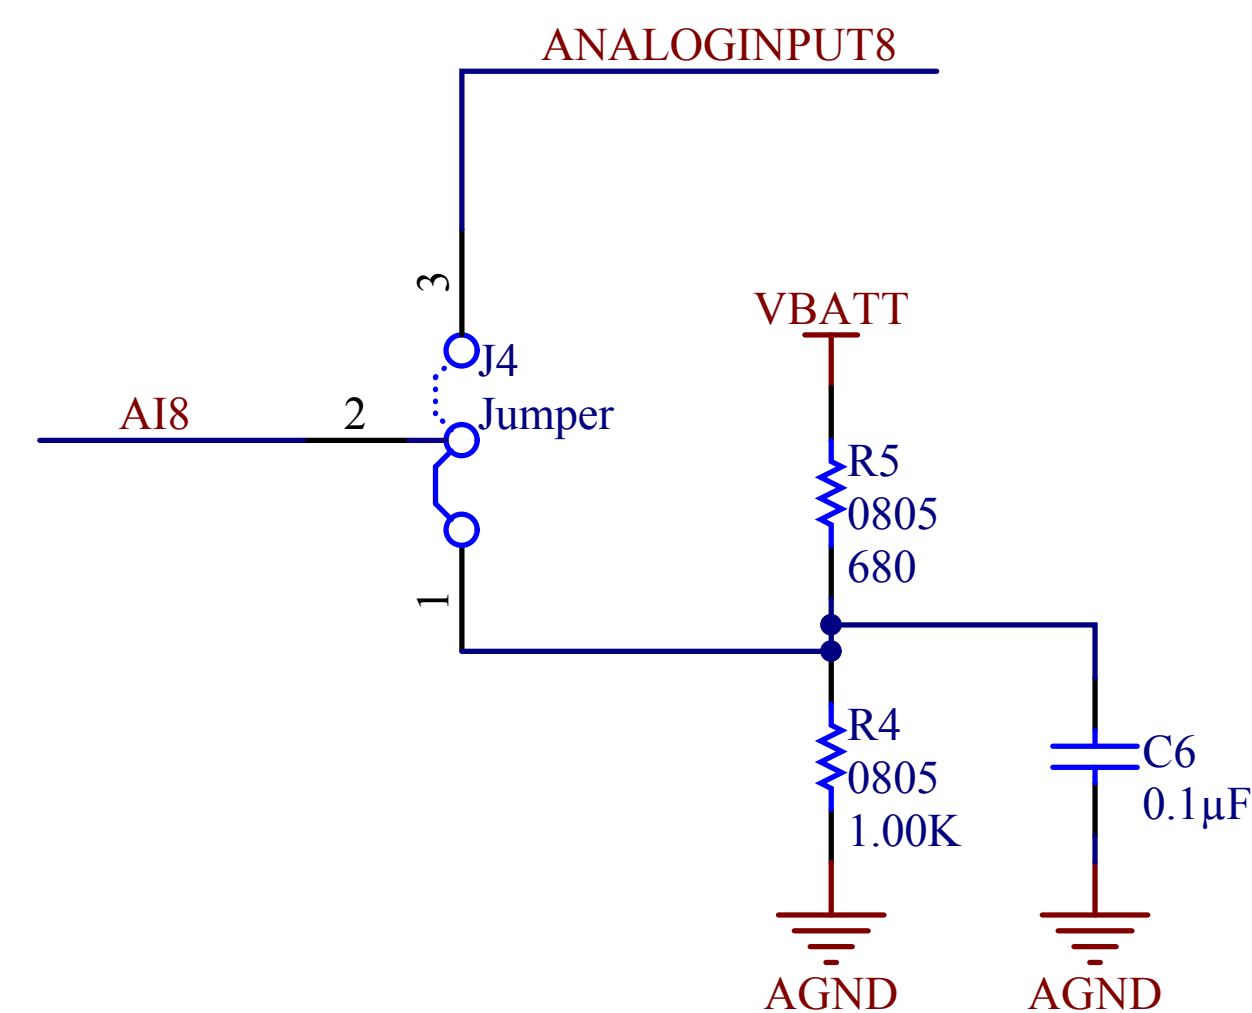 ANALOGINPUT8
3
J4
VBATT
AI8
2
Jumper
R5
0805
680
1
R4
0805
1.00K
C6
0.1µF
AGND
AGND